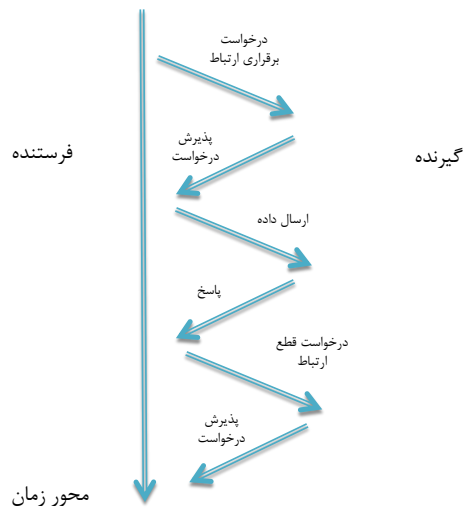 درخواست
برقراری ارتباط
پذیرش
درخواست
فرستنده
گیرنده
ارسال داده
پاسخ
درخواست قطع
ارتباط
پذیرش
درخواست
محور زمان